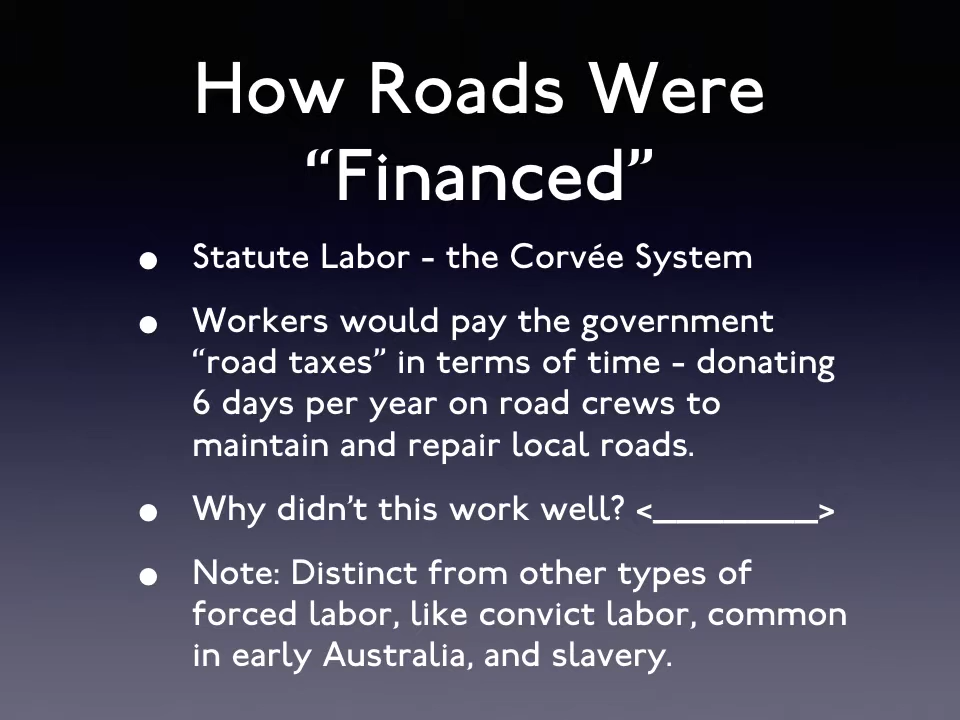 How Roads Were
“Financed”
• Statute Labor - the Corvée System
• Workers would pay the government
“road taxes” in terms of time - donating
6 days per year on road crews to
maintain and repair local roads.
• Why didn’t this work well? <________>
• Note: Distinct from other types of
forced labor, like convict labor, common
in early Australia, and slavery.